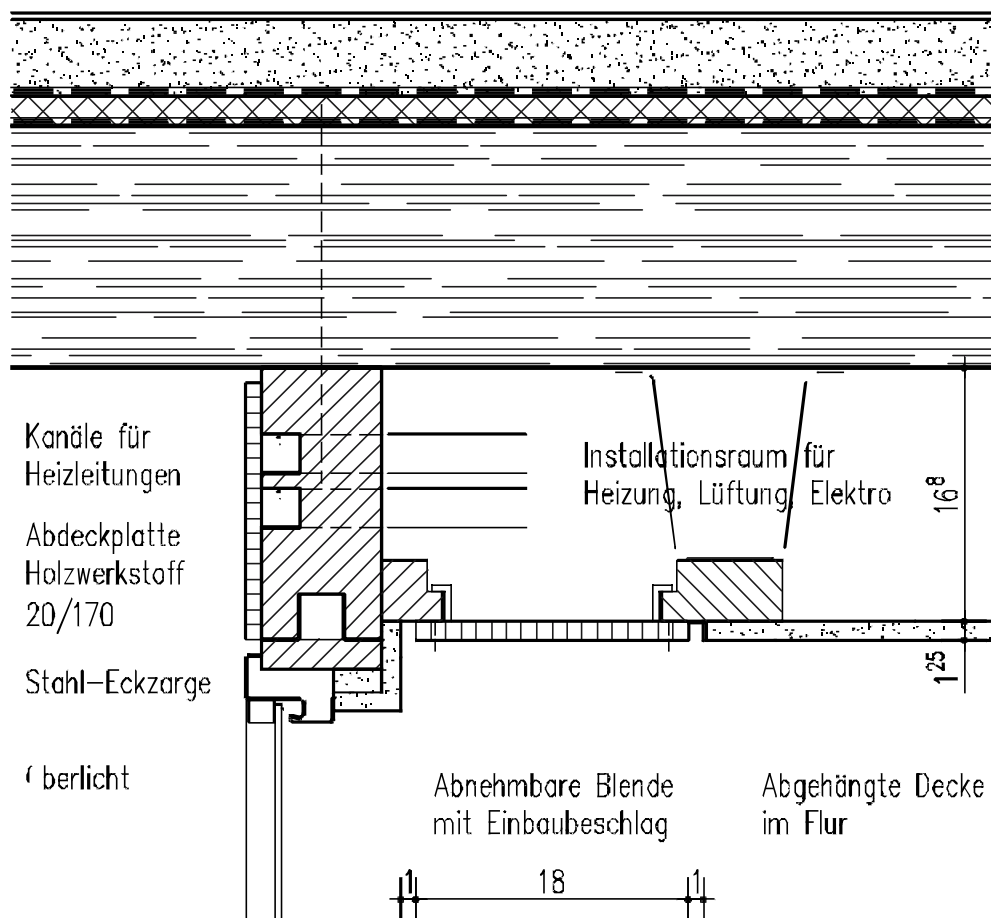 Kanäle für
Heizleitungen
Abdeckplatte
Holzwerkstoff
20/170
Stahl-Eckzarge
berlicht
Installationsraum für
Heizung, Lüftung, Elektro
16⁸
1²⁵
Abnehmbare Blende
mit Einbaubeschlag
Abgehängte Decke
im Flur
1 18 1